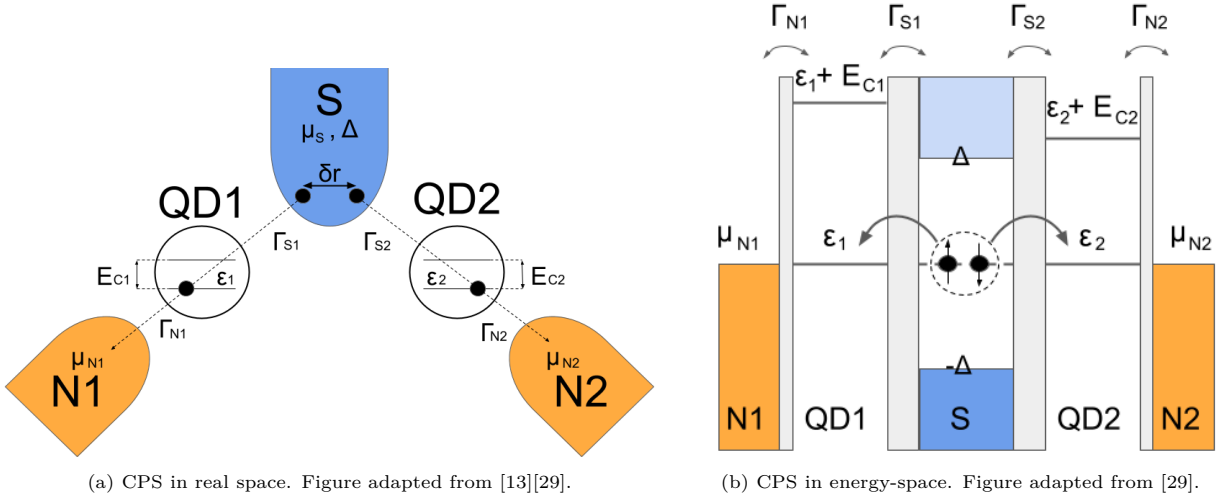 S
μS , Δ
δr
QD1
QD2
ΓS1
ΓS2
EC1
ε1
ε2
EC2
ΓN1
ΓN2
μN1
N1
μN2
N2
(a) CPS in real space. Figure adapted from [13][29].
ΓN1
ΓS1
ΓS2
ΓN2
ε1+ EC1
ε2+ EC2
Δ
μN1
ε1
ε2
μN2
-Δ
N1
QD1
S
QD2
N2
(b) CPS in energy-space. Figure adapted from [29].